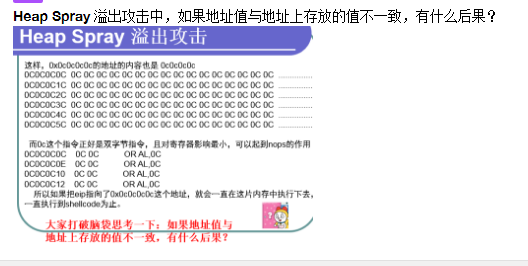 Heap Spray 溢出攻击中，如果地址值与地址上存放的值不一致，有什么后果？
Heap Spray 溢出攻击
这样，0x0c0c0c0c的地址的内容也是 0c0c0c0c
0C0C0C0C 0C 0C 0C 0C 0C 0C 0C 0C 0C 0C 0C 0C 0C 0C 0C 0C ................
0C0C0C1C 0C 0C 0C 0C 0C 0C 0C 0C 0C 0C 0C 0C 0C 0C 0C 0C ................
0C0C0C2C 0C 0C 0C 0C 0C 0C 0C 0C 0C 0C 0C 0C 0C 0C 0C 0C ................
0C0C0C3C 0C 0C 0C 0C 0C 0C 0C 0C 0C 0C 0C 0C 0C 0C 0C 0C ................
0C0C0C4C 0C 0C 0C 0C 0C 0C 0C 0C 0C 0C 0C 0C 0C 0C 0C 0C ................
0C0C0C5C 0C 0C 0C 0C 0C 0C 0C 0C 0C 0C 0C 0C 0C 0C 0C 0C ................
而0c这个指令正好是双字节指令，且对寄存器影响最小，可以起到nops的作用
0C0C0C0C 0C 0C OR AL,0C
0C0C0C0E 0C 0C OR AL,0C
0C0C0C10 0C 0C OR AL,0C
0C0C0C12 0C 0C OR AL,0C
所以如果把eip指向了0x0c0c0c0c这个地址，就会一直在这片内存中执行下去，
一直执行到shellcode为止。
大家打破脑袋思考一下：如果地址值与
地址上存放的值不一致，有什么后果？